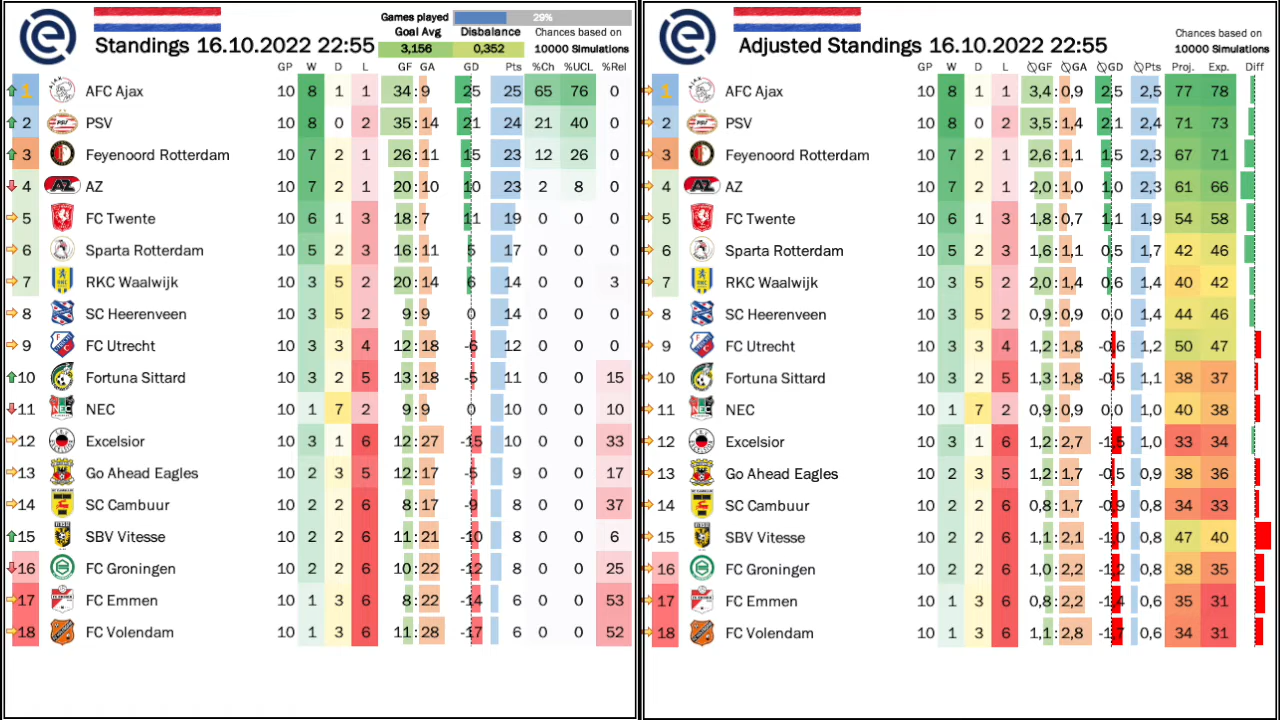 Games played 29%
Goal Avg Disbalance Chances based on
Standings 16.10.2022 22:55 3,156 0,352 10000 Simulations
GP W D L GF GA GD Pts %Ch %UCL %Rel
1 AFC Ajax 10 8 1 1 34 : 9 25 25 65 76 0
2 PSV 10 8 0 2 35 : 14 21 24 21 40 0
3 Feyenoord Rotterdam 10 7 2 1 26 : 11 15 23 12 26 0
4 AZ 10 7 2 1 20 : 10 10 23 2 8 0
5 FC Twente 10 6 1 3 18 : 7 11 19 0 0 0
6 Sparta Rotterdam 10 5 2 3 16 : 11 5 17 0 0 0
7 RKC Waalwijk 10 3 5 2 20 : 14 6 14 0 0 3
8 SC Heerenveen 10 3 5 2 9 : 9 0 14 0 0 0
9 FC Utrecht 10 3 3 4 12 : 18 -6 12 0 0 0
10 Fortuna Sittard 10 3 2 5 13 : 18 -5 11 0 0 15
11 NEC 10 1 7 2 9 : 9 0 10 0 0 10
12 Excelsior 10 3 1 6 12 : 27 -15 10 0 0 33
13 Go Ahead Eagles 10 2 3 5 12 : 17 -5 9 0 0 17
14 SC Cambuur 10 2 2 6 8 : 17 -9 8 0 0 37
15 SBV Vitesse 10 2 2 6 11 : 21 -10 8 0 0 6
16 FC Groningen 10 2 2 6 10 : 22 -12 8 0 0 25
17 FC Emmen 10 1 3 6 8 : 22 -14 6 0 0 53
18 FC Volendam 10 1 3 6 11 : 28 -17 6 0 0 52
Chances based on
Adjusted Standings 16.10.2022 22:55 10000 Simulations
GP W D L ∅GF ∅GA ∅GD ∅Pts Proj. Exp. Diff
1 AFC Ajax 10 8 1 1 3,4 : 0,9 2,5 2,5 77 78
2 PSV 10 8 0 2 3,5 : 1,4 2,1 2,4 71 73
3 Feyenoord Rotterdam 10 7 2 1 2,6 : 1,1 1,5 2,3 67 71
4 AZ 10 7 2 1 2,0 : 1,0 1,0 2,3 61 66
5 FC Twente 10 6 1 3 1,8 : 0,7 1,1 1,9 54 58
6 Sparta Rotterdam 10 5 2 3 1,6 : 1,1 0,5 1,7 42 46
7 RKC Waalwijk 10 3 5 2 2,0 : 1,4 0,6 1,4 40 42
8 SC Heerenveen 10 3 5 2 0,9 : 0,9 0,0 1,4 44 46
9 FC Utrecht 10 3 3 4 1,2 : 1,8 -0,6 1,2 50 47
10 Fortuna Sittard 10 3 2 5 1,3 : 1,8 -0,5 1,1 38 37
11 NEC 10 1 7 2 0,9 : 0,9 0,0 1,0 40 38
12 Excelsior 10 3 1 6 1,2 : 2,7 -1,5 1,0 33 34
13 Go Ahead Eagles 10 2 3 5 1,2 : 1,7 -0,5 0,9 38 36
14 SC Cambuur 10 2 2 6 0,8 : 1,7 -0,9 0,8 34 33
15 SBV Vitesse 10 2 2 6 1,1 : 2,1 -1,0 0,8 47 40
16 FC Groningen 10 2 2 6 1,0 : 2,2 -1,2 0,8 38 35
17 FC Emmen 10 1 3 6 0,8 : 2,2 -1,4 0,6 35 31
18 FC Volendam 10 1 3 6 1,1 : 2,8 -1,7 0,6 34 31